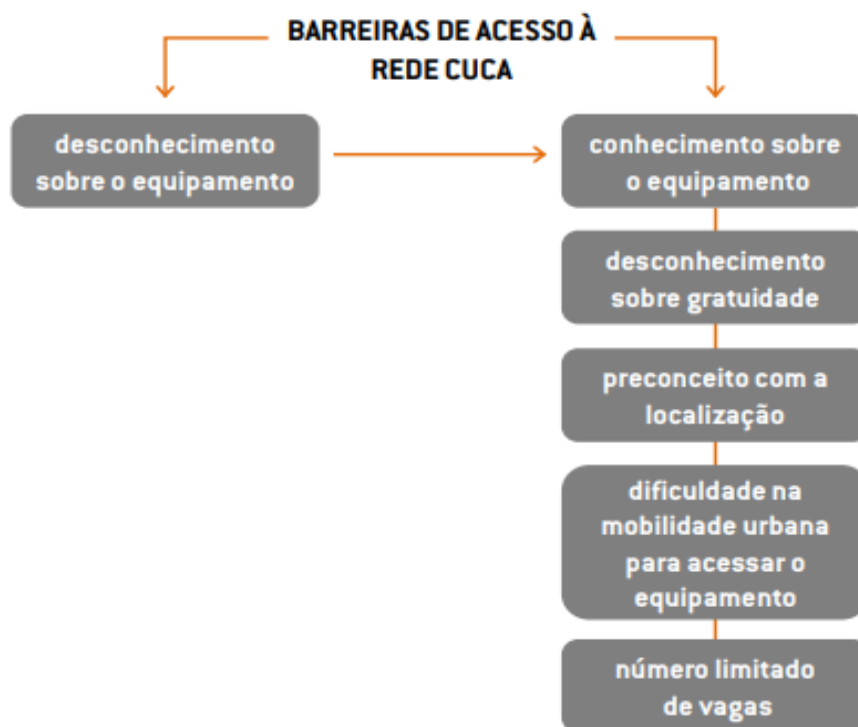 BARREIRAS DE ACESSO À
REDE CUCA
desconhecimento
sobre o equipamento
conhecimento sobre
o equipamento
desconhecimento
sobre gratuidade
preconceito com a
localização
dificuldade na
mobilidade urbana
para acessar o
equipamento
número limitado
de vagas